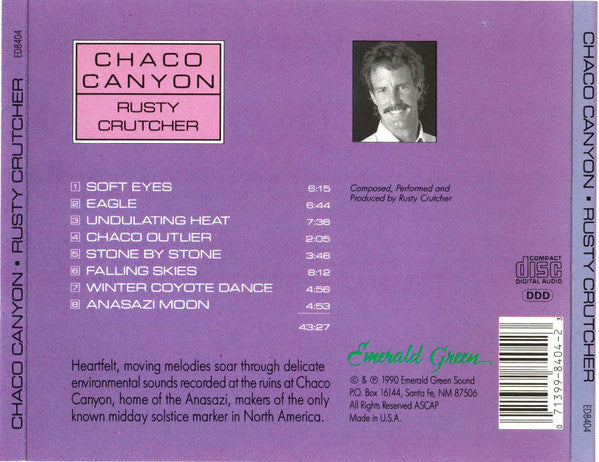 CHACO CANYON • RUSTY CRUTCHER
ED8404
CHACO
CANYON
RUSTY
CRUTCHER
1 SOFT EYES 6:15
2 EAGLE 6:44
3 UNDULATING HEAT 7:36
4 CHACO OUTLIER 2:05
5 STONE BY STONE 3:46
6 FALLING SKIES 8:12
7 WINTER COYOTE DANCE 4:56
8 ANASAZI MOON 4:53
43:27
Heartfelt, moving melodies soar through delicate
environmental sounds recorded at the ruins at Chaco
Canyon, home of the Anasazi, makers of the only
known midday solstice marker in North America.
Composed, Performed and
Produced by Rusty Crutcher
COMPACT
disc
DIGITAL AUDIO
DDD
Emerald Green
© & ℗ 1990 Emerald Green Sound
P.O. Box 16144, Santa Fe, NM 87506
All Rights Reserved ASCAP
Made in U.S.A.
0 71399-8404-2 3
CHACO CANYON • RUSTY CRUTCHER
ED8404